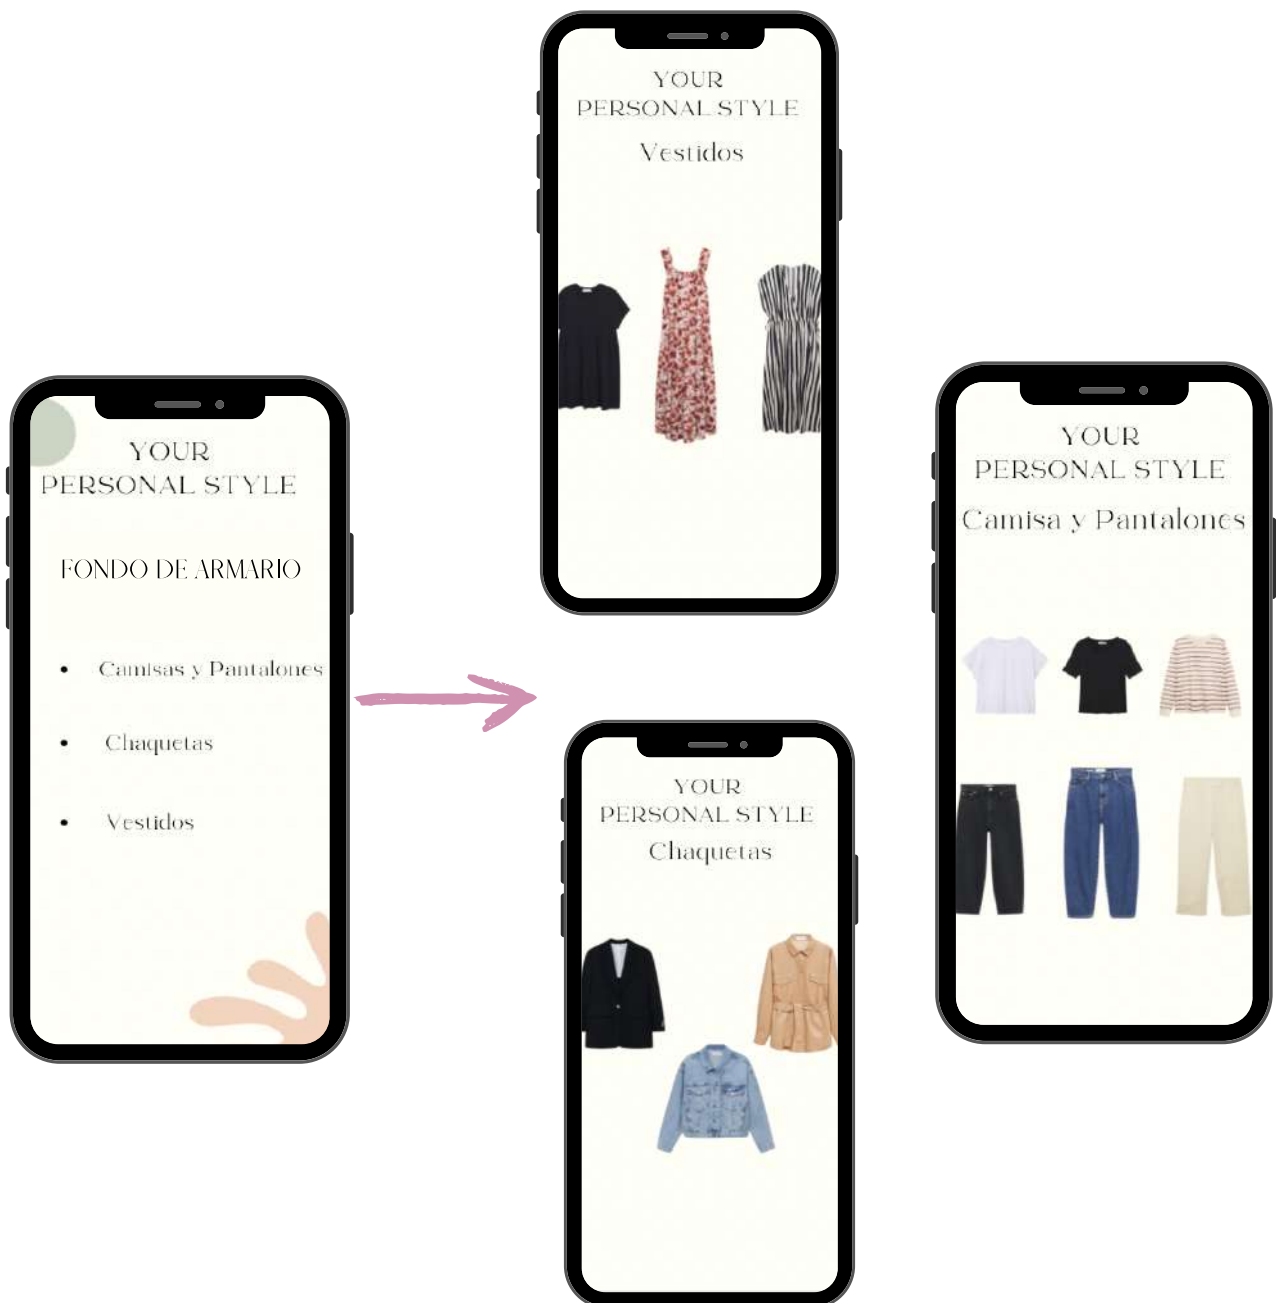 YOUR
PERSONAL STYLE
FONDO DE ARMARIO
• Camisas y Pantalones
• Chaquetas
• Vestidos
YOUR
PERSONAL STYLE
Vestidos
YOUR
PERSONAL STYLE
Chaquetas
YOUR
PERSONAL STYLE
Camisa y Pantalones